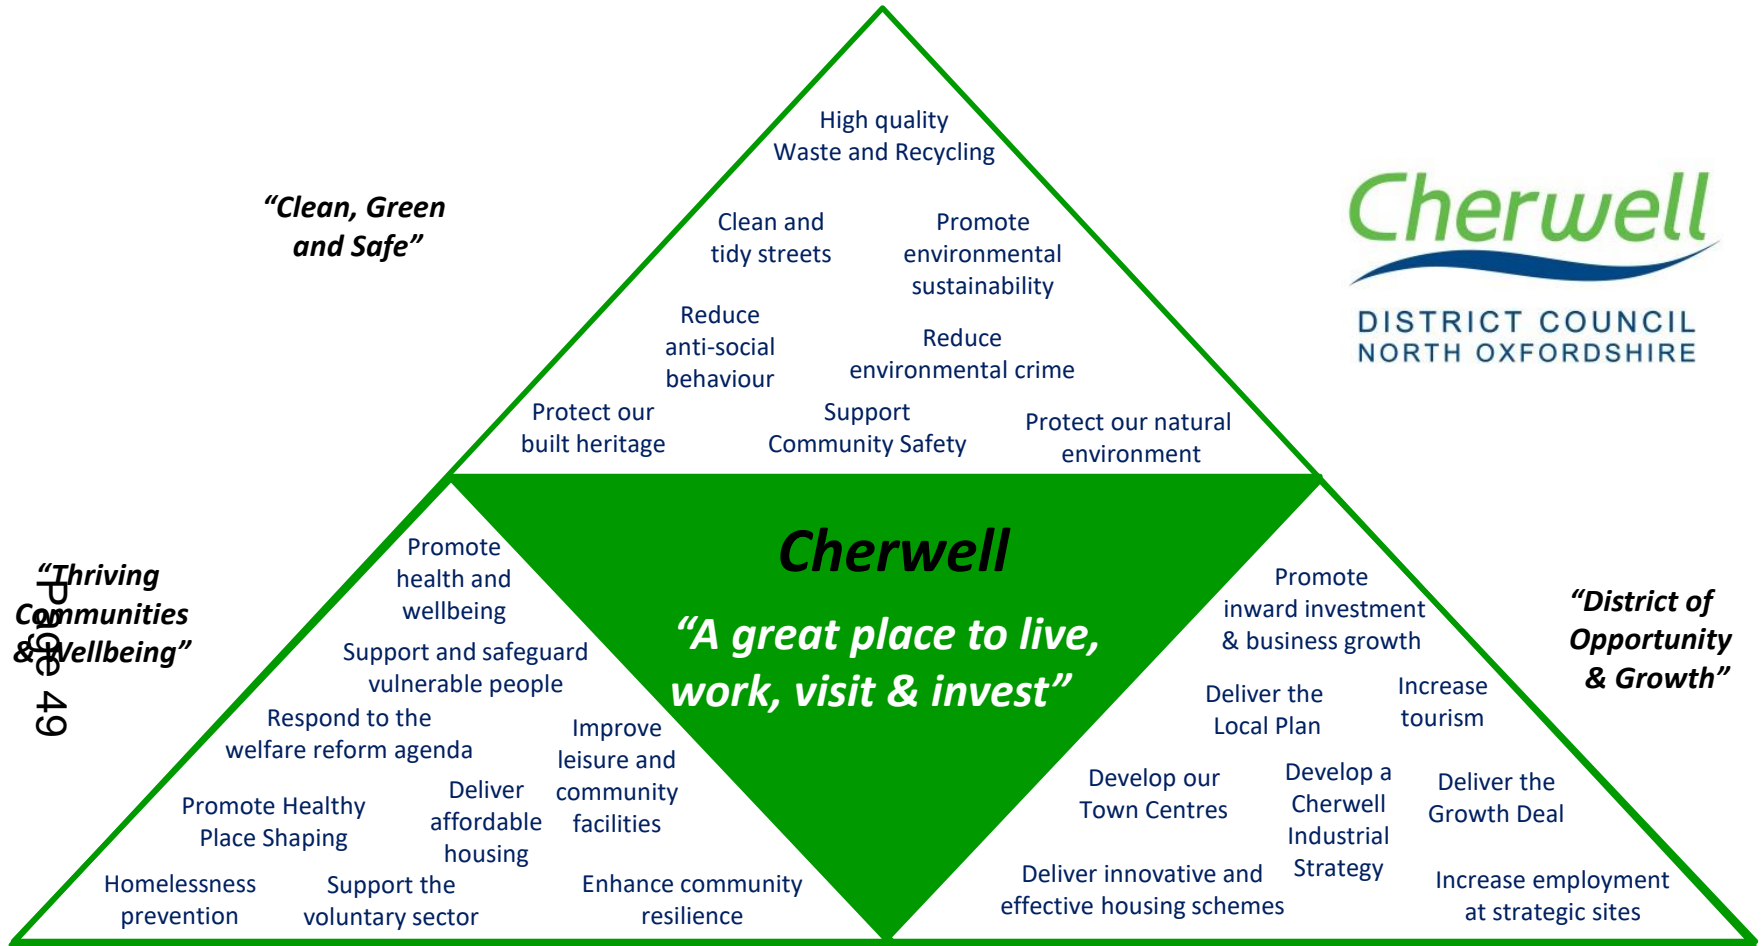 High quality
Waste and Recycling
“Clean, Green
and Safe”
Clean and
tidy streets
Promote
environmental
sustainability
Reduce
anti-social
behaviour
Reduce
environmental crime
Protect our
built heritage
Support
Community Safety
Protect our natural
environment
Cherwell
DISTRICT COUNCIL
NORTH OXFORDSHIRE
Cherwell
“A great place to live,
work, visit & invest”
“Thriving
Communities
& Wellbeing”
Page 49
Promote
health and
wellbeing
Support and safeguard
vulnerable people
Respond to the
welfare reform agenda
Improve
leisure and
community
facilities
Promote Healthy
Place Shaping
Deliver
affordable
housing
Homelessness
prevention
Support the
voluntary sector
Enhance community
resilience
“District of
Opportunity
& Growth”
Promote
inward investment
& business growth
Deliver the
Local Plan
Increase
tourism
Develop our
Town Centres
Develop a
Cherwell
Industrial
Strategy
Deliver the
Growth Deal
Deliver innovative and
effective housing schemes
Increase employment
at strategic sites